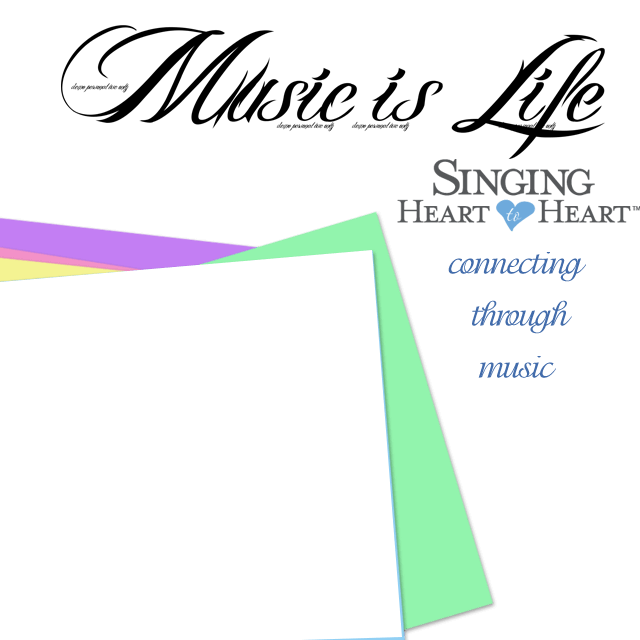 Music is Life
SINGING
HEART to HEART™
connecting
through
music